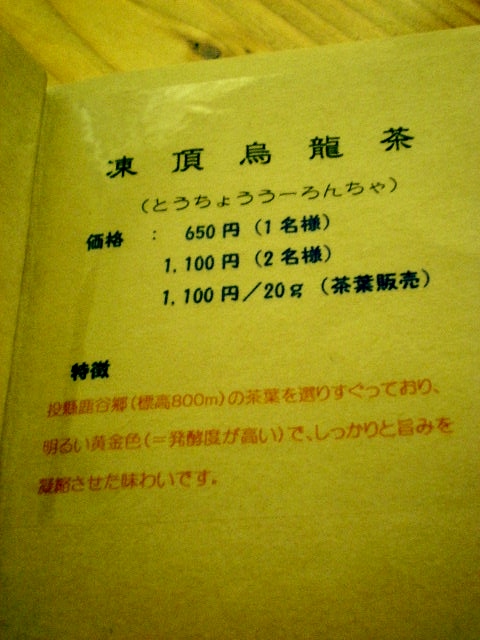 凍頂烏龍茶
(とうちょううーろんちゃ)
価格 : 650円(1名様)
1,100円(2名様)
1,100円/20g(茶葉販売)
特徴
投懸鹿谷郷(標高800m)の茶葉を選りすぐっており、
明るい黄金色(=発酵度が高い)で、しっかりと旨みを
凝縮させた味わいです。